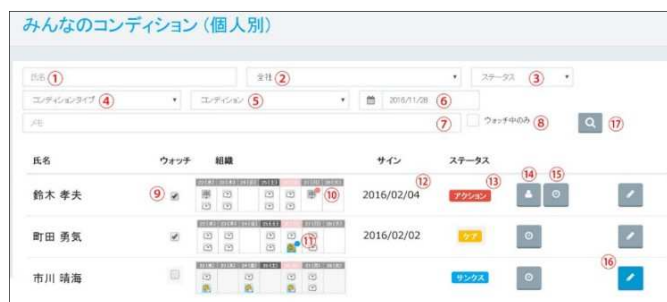 みんなのコンディション(個人別)
氏名 ① 全社 ② ステータス ③
コンディションタイプ ④ コンディション ⑤ 2016/11/28 ⑥
メモ ⑦ ウォッチ中のみ ⑧ ⑰
氏名 ウォッチ 組織 サイン ステータス
鈴木 孝夫 ⑨ ⑩ 2016/02/04 ⑫ アクション ⑬ ⑭ ⑮
町田 勇気 ⑪ 2016/02/02 ケア
市川 晴海 サンクス ⑯